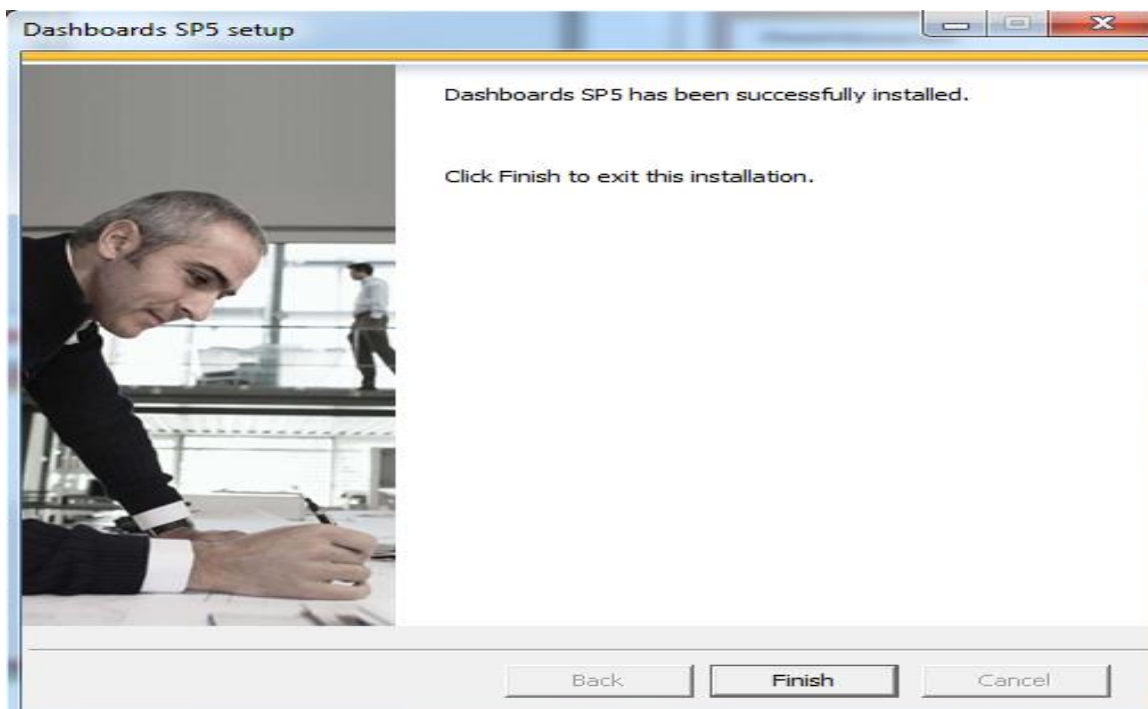 Dashboards SP5 setup
Dashboards SP5 has been successfully installed.
Click Finish to exit this installation.
Back
Finish
Cancel